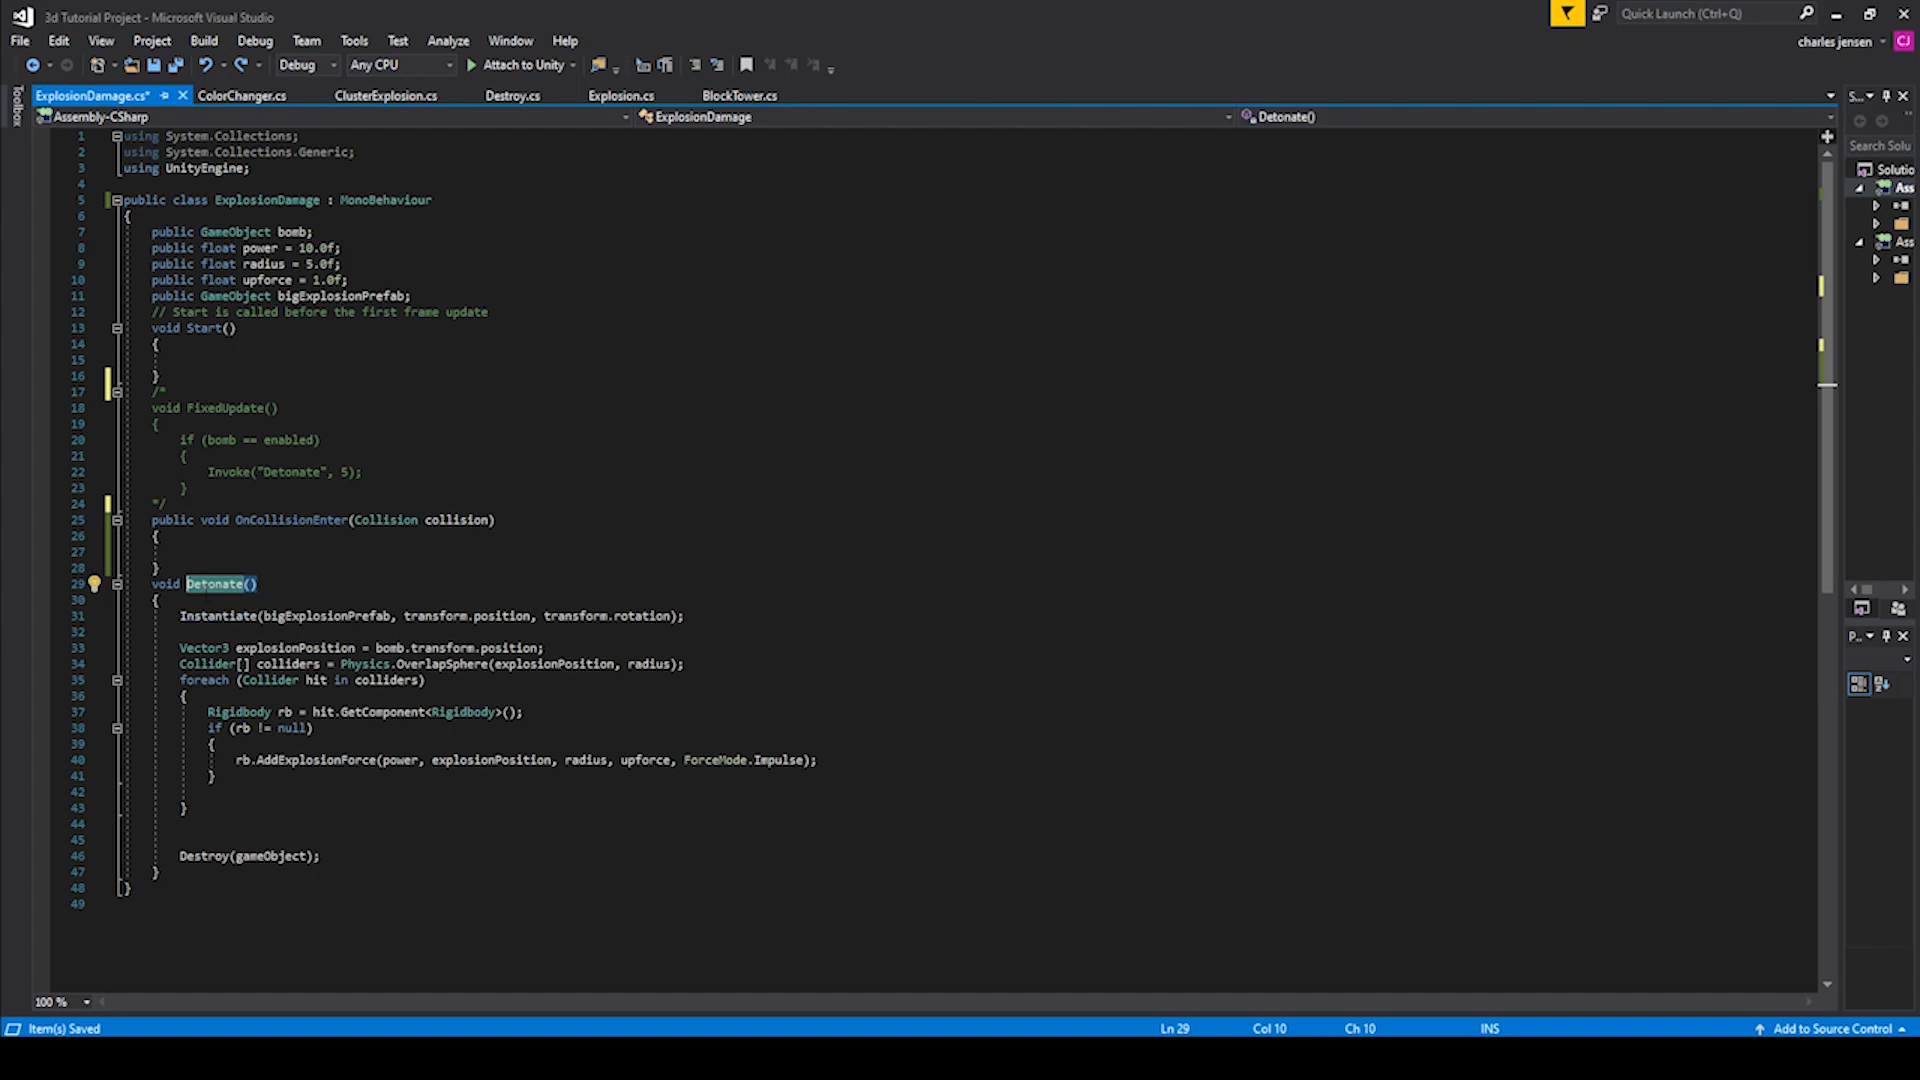 3d Tutorial Project - Microsoft Visual Studio
Quick Launch (Ctrl+Q)
File Edit View Project Build Debug Team Tools Test Analyze Window Help
charles jensen CJ
Debug Any CPU Attach to Unity
Toolbox
ExplosionDamage.cs* ColorChanger.cs ClusterExplosion.cs Destroy.cs Explosion.cs BlockTower.cs
S...
Assembly-CSharp ExplosionDamage Detonate()
Search Solu
Solutio
Ass
Ass
P...
1 using System.Collections;
2 using System.Collections.Generic;
3 using UnityEngine;
4
5 public class ExplosionDamage : MonoBehaviour
6 {
7 public GameObject bomb;
8 public float power = 10.0f;
9 public float radius = 5.0f;
10 public float upforce = 1.0f;
11 public GameObject bigExplosionPrefab;
12 // Start is called before the first frame update
13 void Start()
14 {
15
16 }
17 /*
18 void FixedUpdate()
19 {
20 if (bomb == enabled)
21 {
22 Invoke("Detonate", 5);
23 }
24 */
25 public void OnCollisionEnter(Collision collision)
26 {
27
28 }
29 void Detonate()
30 {
31 Instantiate(bigExplosionPrefab, transform.position, transform.rotation);
32
33 Vector3 explosionPosition = bomb.transform.position;
34 Collider[] colliders = Physics.OverlapSphere(explosionPosition, radius);
35 foreach (Collider hit in colliders)
36 {
37 Rigidbody rb = hit.GetComponent<Rigidbody>();
38 if (rb != null)
39 {
40 rb.AddExplosionForce(power, explosionPosition, radius, upforce, ForceMode.Impulse);
41 }
42
43 }
44
45
46 Destroy(gameObject);
47 }
48 }
49
100 %
Item(s) Saved Ln 29 Col 10 Ch 10 INS Add to Source Control